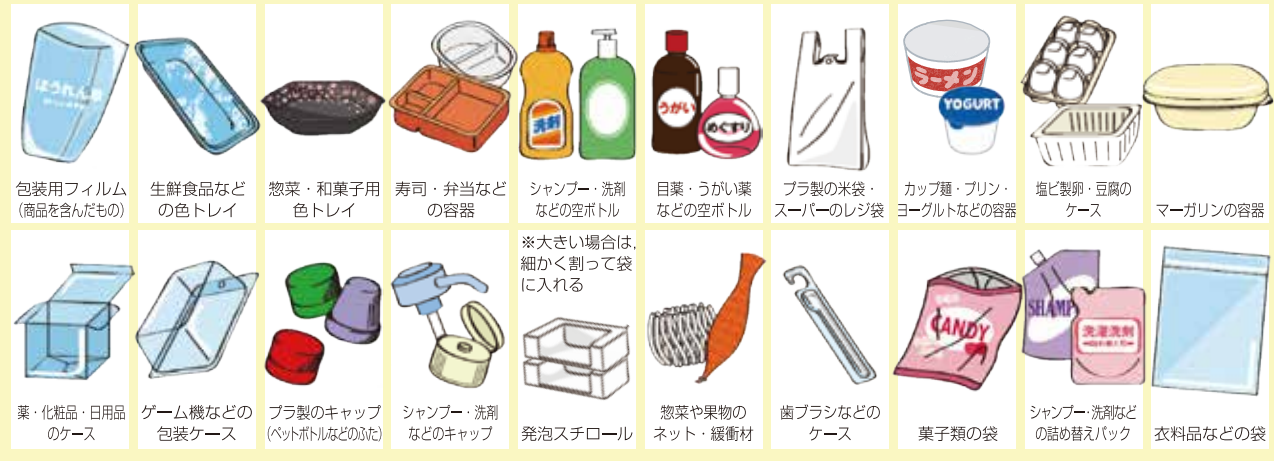 ほうれん草
ラーメン
YOGURT
洗剤
うがい
めぐすり
包装用フィルム
(商品を含んだもの)
生鮮食品など
の色トレイ
惣菜・和菓子用
色トレイ
寿司・弁当など
の容器
シャンプー・洗剤
などの空ボトル
目薬・うがい薬
などの空ボトル
プラ製の米袋・
スーパーのレジ袋
カップ麺・プリン・
ヨーグルトなどの容器
塩ビ製卵・豆腐の
ケース
マーガリンの容器
※大きい場合は、
細かく割って袋
に入れる
CANDY
SHAMP
洗濯洗剤
薬・化粧品・日用品
のケース
ゲーム機などの
包装ケース
プラ製のキャップ
(ペットボトルなどのふた)
シャンプー・洗剤
などのキャップ
発泡スチロール
惣菜や果物の
ネット・緩衝材
歯ブラシなどの
ケース
菓子類の袋
シャンプー・洗剤など
の詰め替えパック
衣料品などの袋